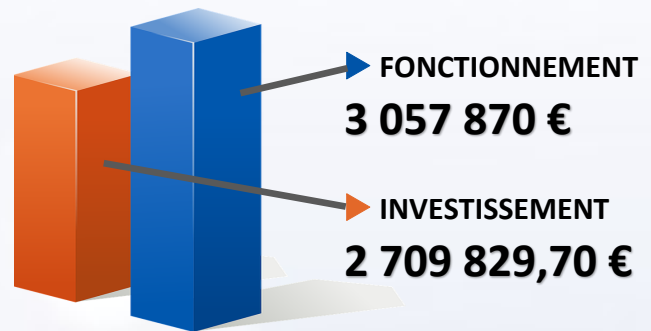 FONCTIONNEMENT
3 057 870 €
INVESTISSEMENT
2 709 829,70 €